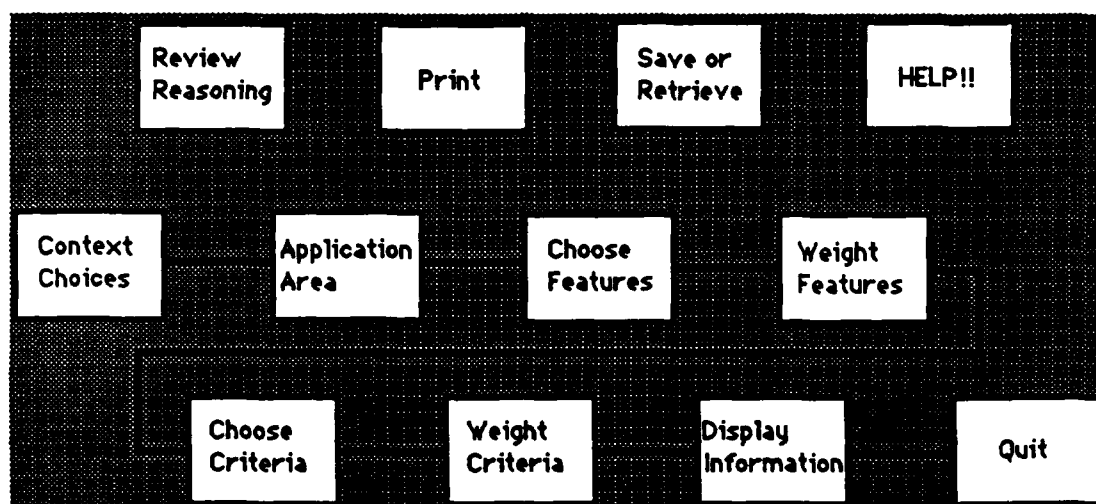 Review
Reasoning
Print
Save or
Retrieve
HELP!!
Context
Choices
Application
Area
Choose
Features
Weight
Features
Choose
Criteria
Weight
Criteria
Display
Information
Quit